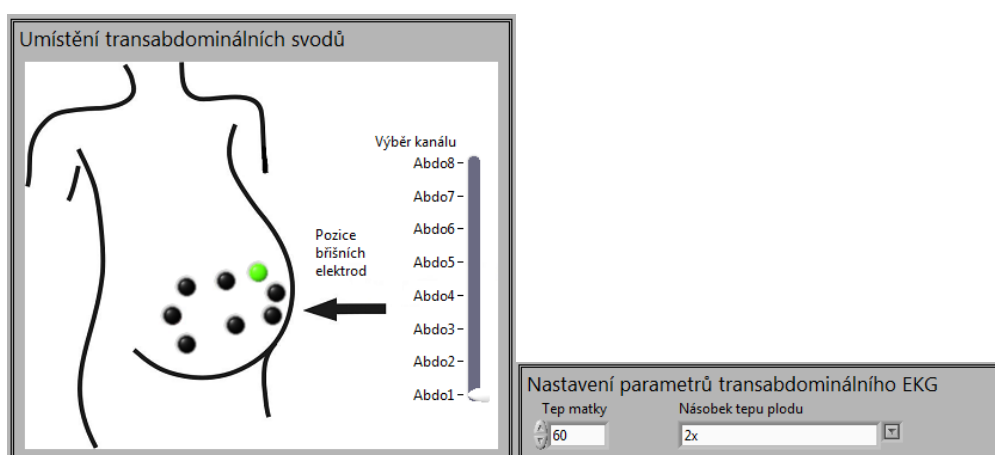 Umístění transabdominálních svodů
Výběr kanálu
Abdo8
Abdo7
Abdo6
Abdo5
Abdo4
Abdo3
Abdo2
Abdo1
Pozice
břišních
elektrod
Nastavení parametrů transabdominálního EKG
Tep matky
Násobek tepu plodu
60
2x